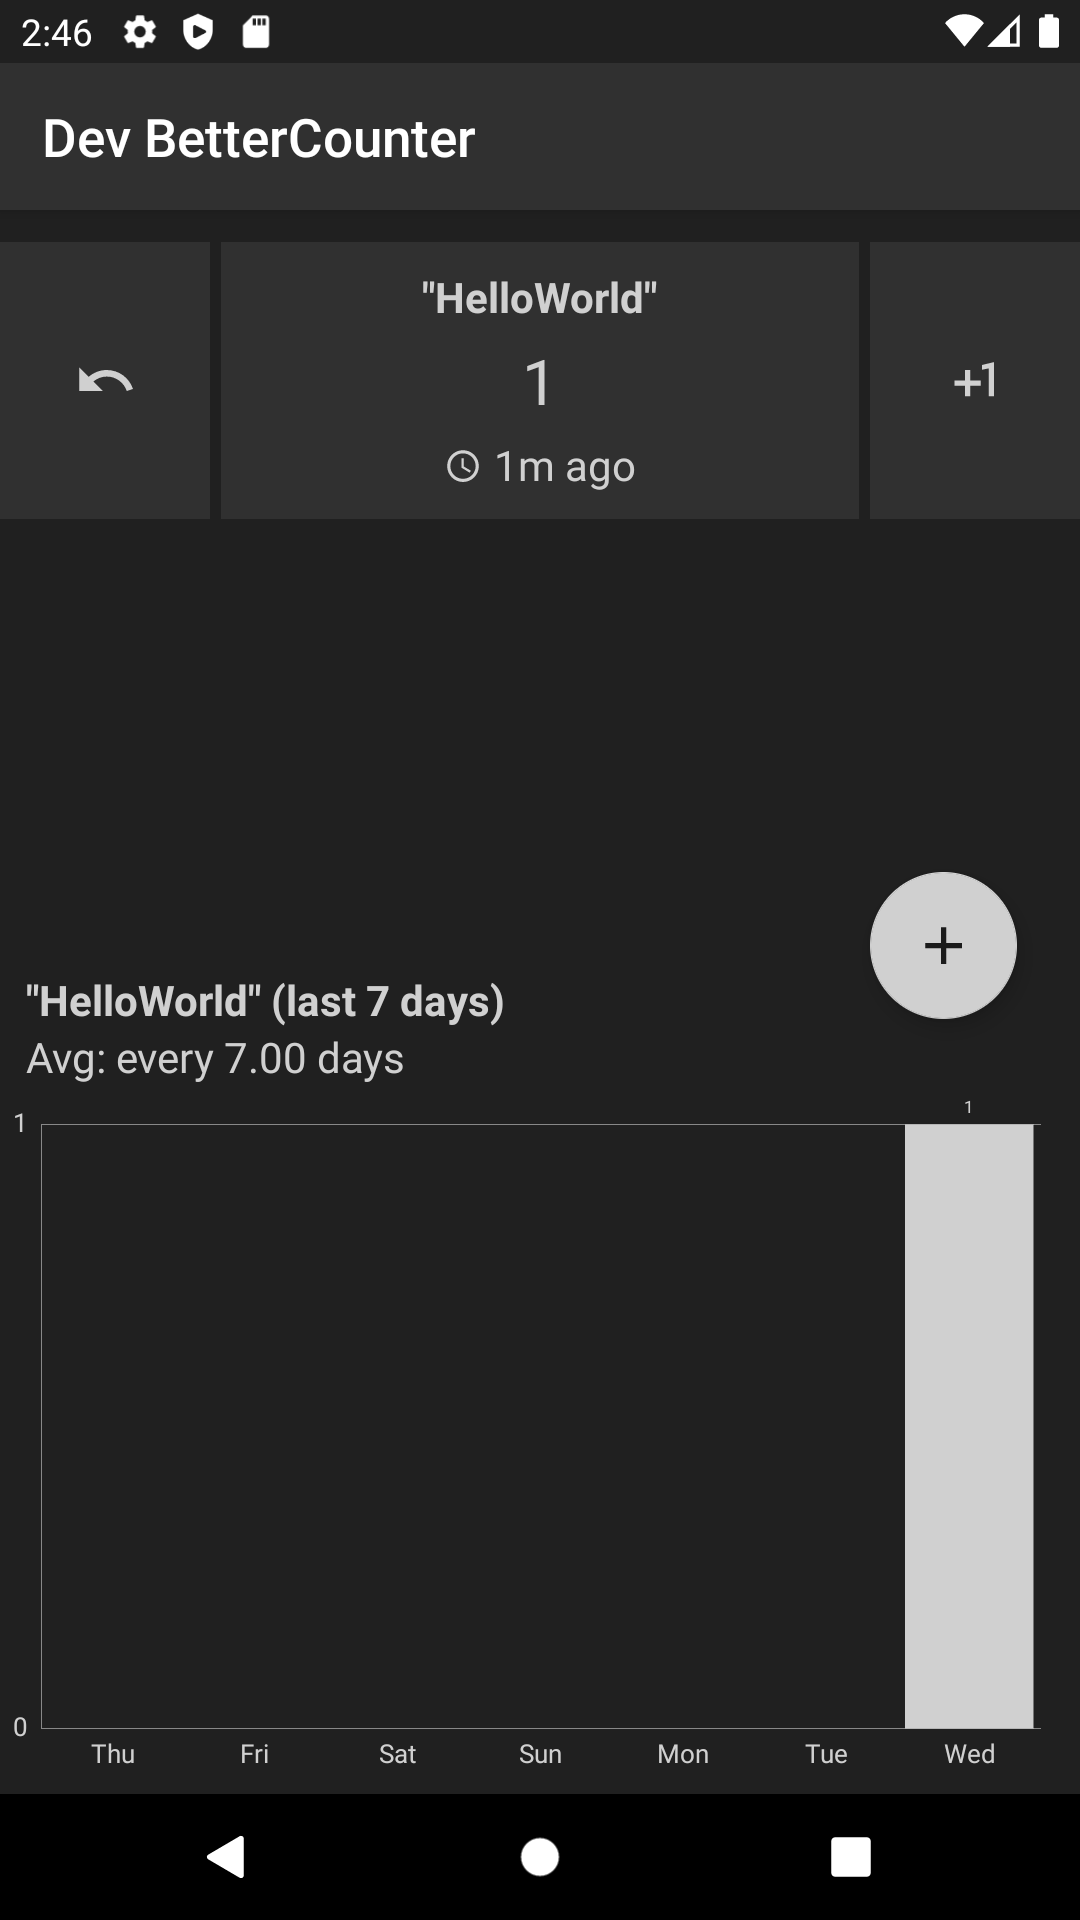 2:46
Dev BetterCounter
"HelloWorld"
1
1m ago
+1
"HelloWorld" (last 7 days)
Avg: every 7.00 days
1
1
0
Thu Fri Sat Sun Mon Tue Wed